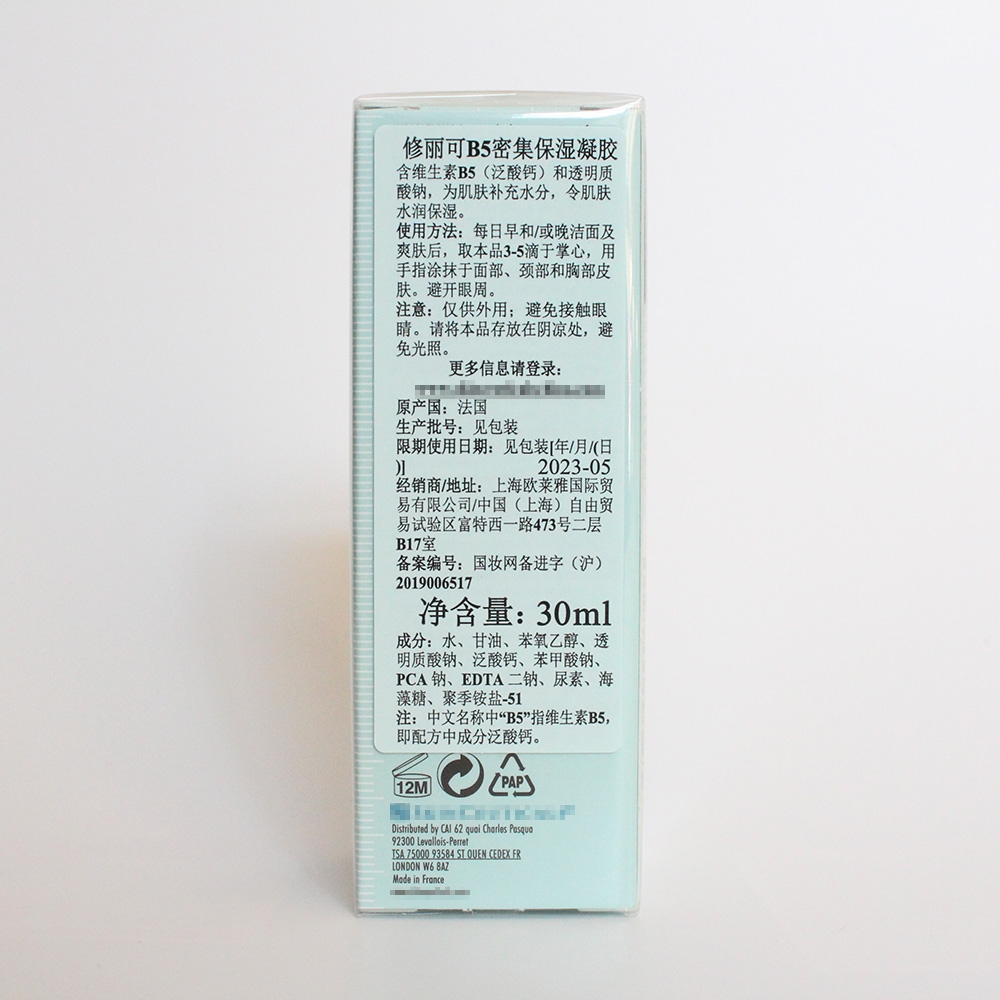 修丽可B5密集保湿凝胶
含维生素B5（泛酸钙）和透明质
酸钠，为肌肤补充水分，令肌肤
水润保湿。
使用方法：每日早和/或晚洁面及
爽肤后，取本品3-5滴于掌心，用
手指涂抹于面部、颈部和胸部皮
肤。避开眼周。
注意：仅供外用；避免接触眼
睛。请将本品存放在阴凉处，避
免光照。
更多信息请登录：
原产国：法国
生产批号：见包装
限期使用日期：见包装[年/月/(日
)] 2023-05
经销商/地址：上海欧莱雅国际贸
易有限公司/中国（上海）自由贸
易试验区富特西一路473号二层
B17室
备案编号：国妆网备进字（沪）
2019006517
净含量：30ml
成分：水、甘油、苯氧乙醇、透
明质酸钠、泛酸钙、苯甲酸钠、
PCA 钠、EDTA 二钠、尿素、海
藻糖、聚季铵盐-51
注：中文名称中“B5”指维生素B5，
即配方中成分泛酸钙。
12M PAP
Distributed by CAI 62 quai Charles Pasqua
92300 Levallois-Perret
TSA 75000 93584 ST OUEN CEDEX FR
LONDON W6 8AZ
Made in France